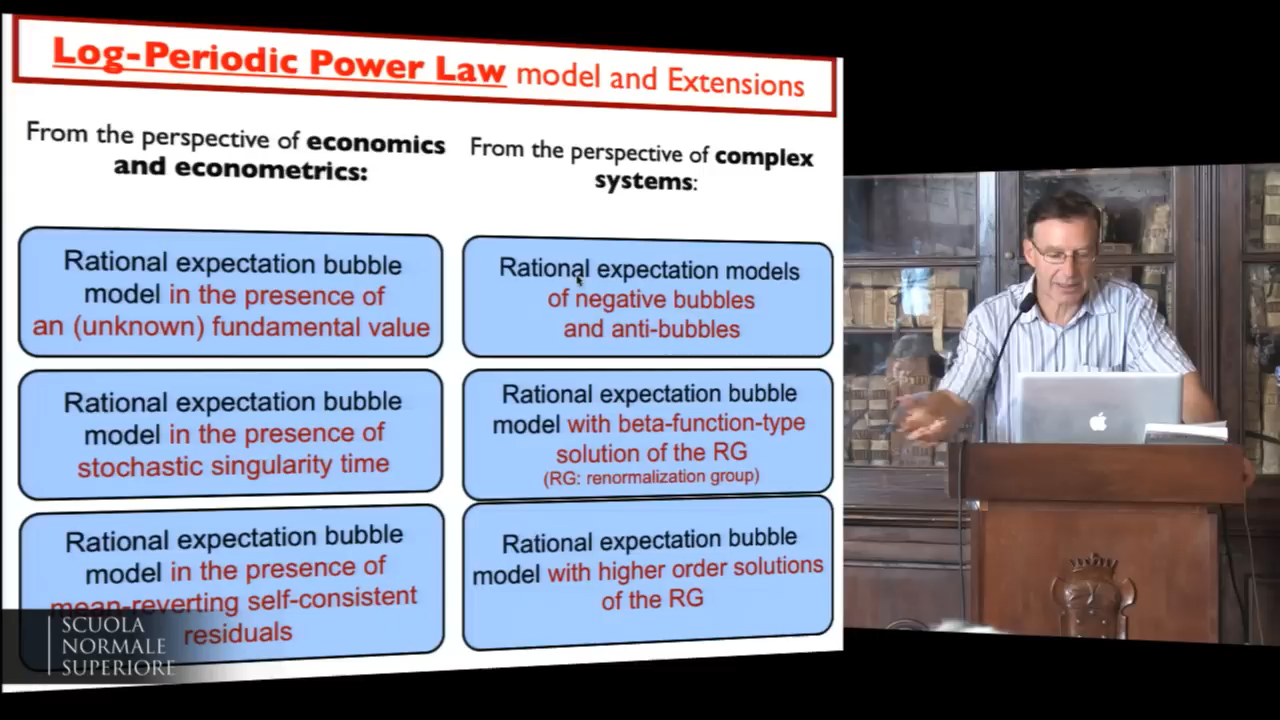 Log-Periodic Power Law model and Extensions
From the perspective of economics
and econometrics:
Rational expectation bubble
model in the presence of
an (unknown) fundamental value
Rational expectation bubble
model in the presence of
stochastic singularity time
Rational expectation bubble
model in the presence of
mean-reverting self-consistent
residuals
From the perspective of complex
systems:
Rational expectation models
of negative bubbles
and anti-bubbles
Rational expectation bubble
model with beta-function-type
solution of the RG
(RG: renormalization group)
Rational expectation bubble
model with higher order solutions
of the RG
SCUOLA
NORMALE
SUPERIORE